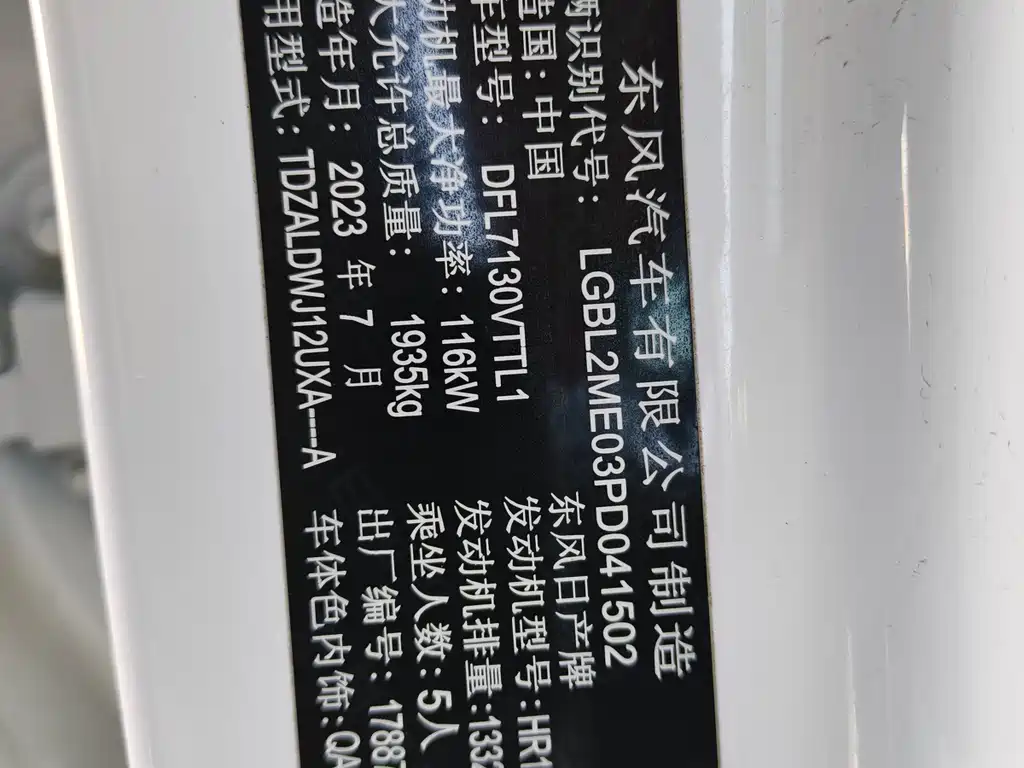 东风汽车有限公司制造
辆识别代号: LGBL2ME03PD041502
造国:中国 东风日产牌
车型号: DFL7130VTTL1 发动机型号:HR1
动机最大净功率: 116kW 发动机排量:1332
大允许总质量: 1935kg 乘坐人数:5人
造年月: 2023 年 7 月 出厂编号: 1788
用型式: TDZALDWJ12UXA---A 车体色内饰:QA